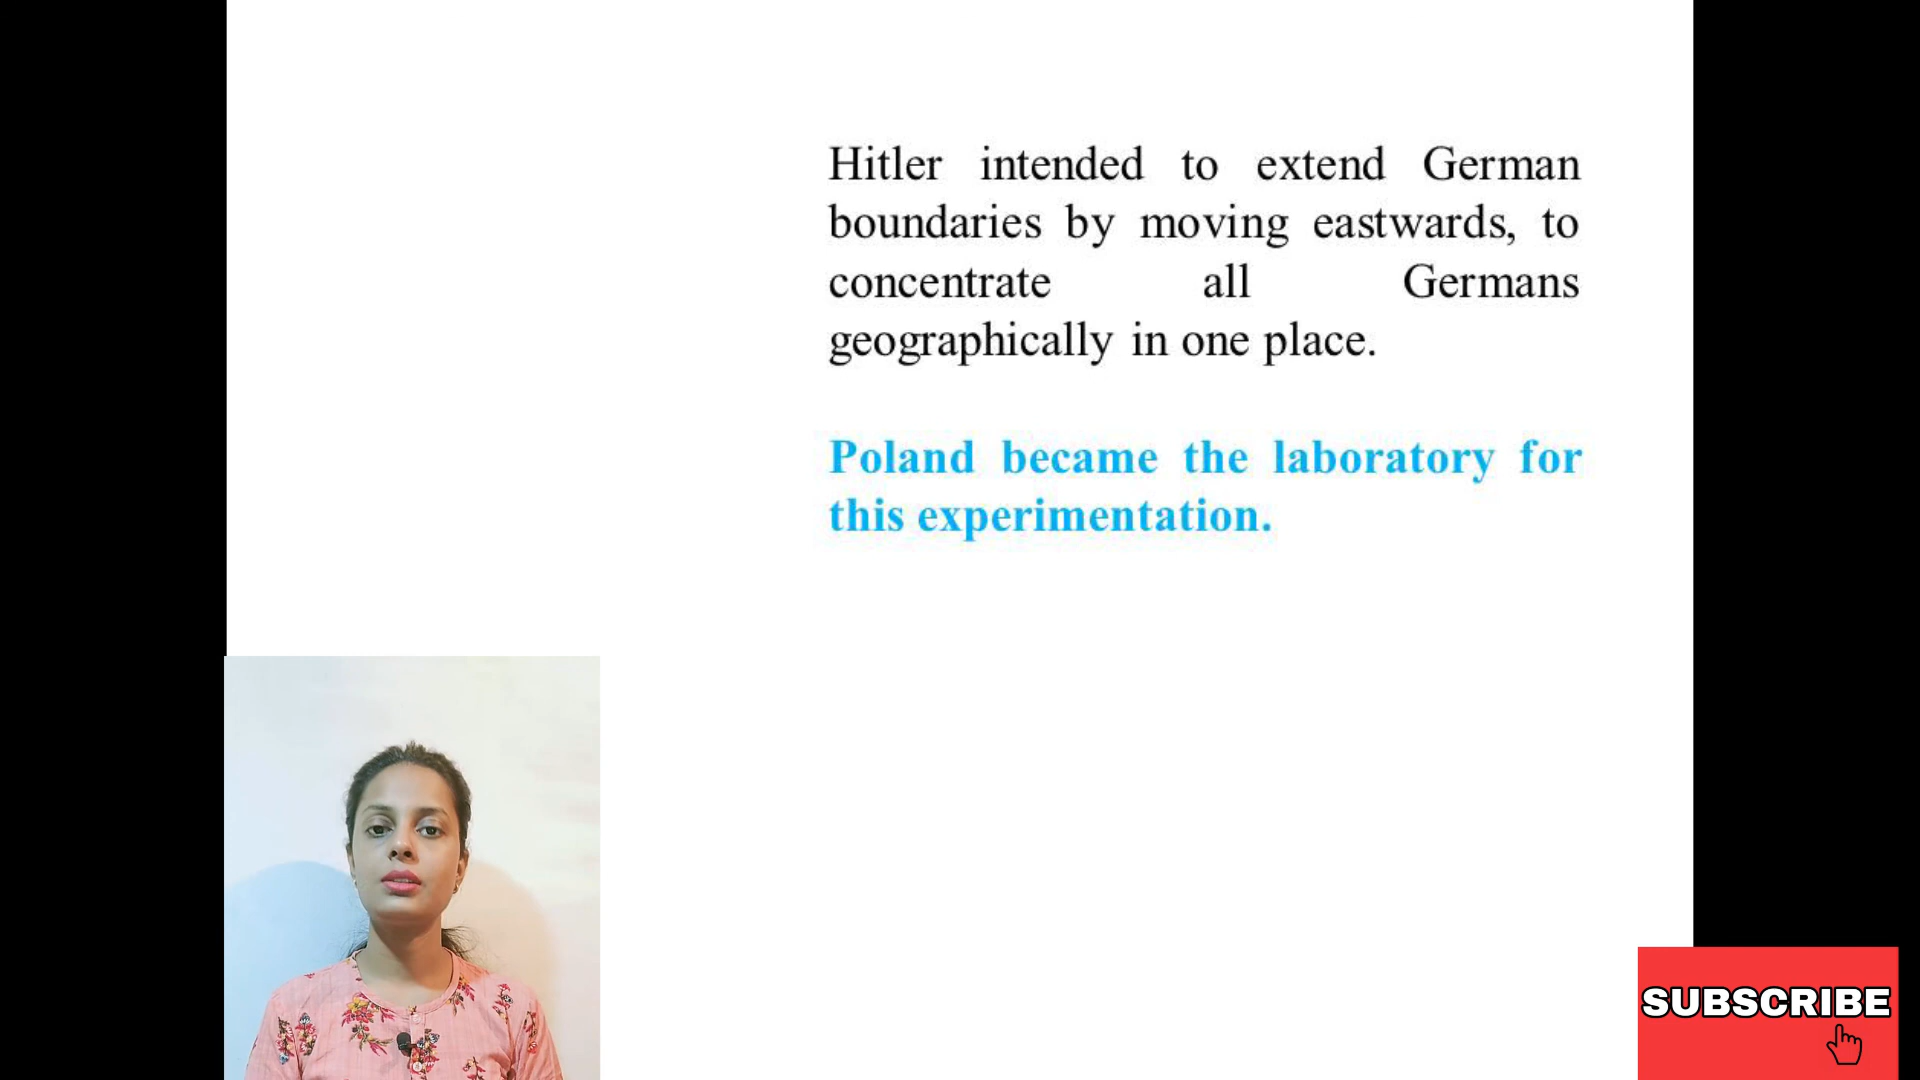 Hitler intended to extend German
boundaries by moving eastwards, to
concentrate all Germans
geographically in one place.
Poland became the laboratory for
this experimentation.
SUBSCRIBE